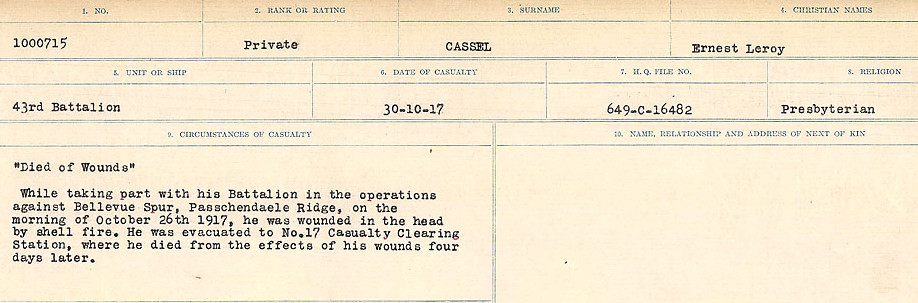 1. NO. 2. RANK OR RATING 3. SURNAME 4. CHRISTIAN NAMES
1000715 Private CASSEL Ernest Leroy
5. UNIT OR SHIP 6. DATE OF CASUALTY 7. H.Q. FILE NO. 8. RELIGION
43rd Battalion 30-10-17 649-C-16482 Presbyterian
9. CIRCUMSTANCES OF CASUALTY 10. NAME, RELATIONSHIP AND ADDRESS OF NEXT OF KIN
"Died of Wounds"
While taking part with his Battalion in the operations
against Bellevue Spur, Passchendaele Ridge, on the
morning of October 26th 1917, he was wounded in the head
by shell fire. He was evacuated to No.17 Casualty Clearing
Station, where he died from the effects of his wounds four
days later.